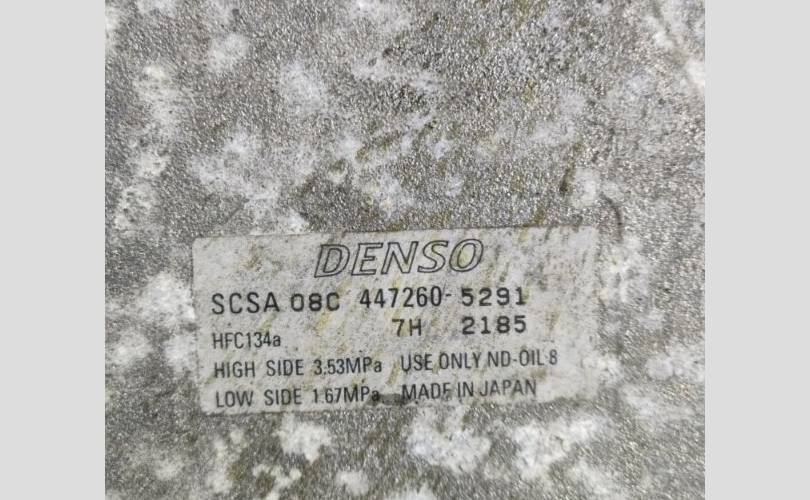 DENSO
SCSA 08C 447260-5291
7H 2185
HFC134a
HIGH SIDE 3.53MPa USE ONLY ND-OIL 8
LOW SIDE 1.67MPa MADE IN JAPAN